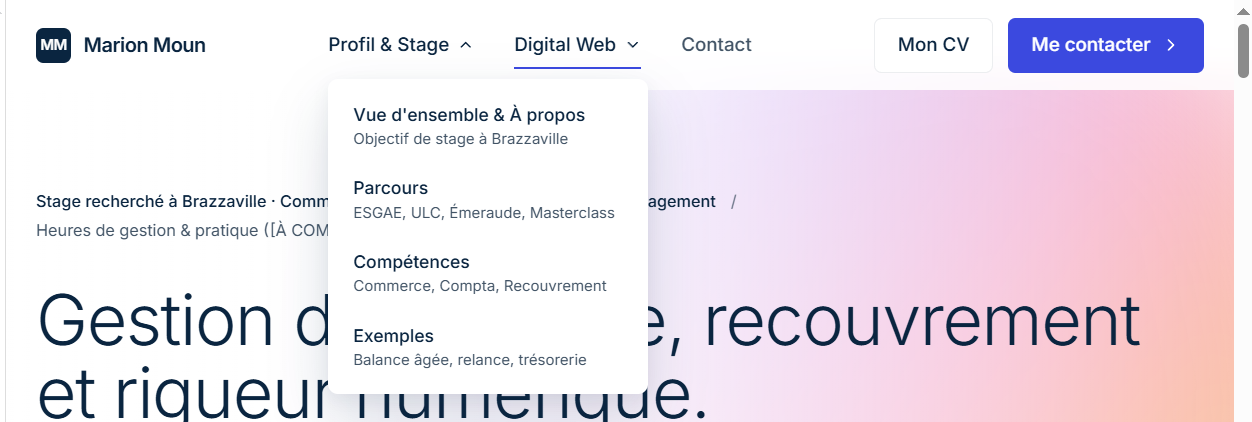 MM Marion Moun Profil & Stage Digital Web Contact Mon CV Me contacter
Vue d'ensemble & À propos
Objectif de stage à Brazzaville
Parcours
ESGAE, ULC, Émeraude, Masterclass
Compétences
Commerce, Compta, Recouvrement
Exemples
Balance âgée, relance, trésorerie
Stage recherché à Brazzaville · Comm
agement /
Heures de gestion & pratique ([À COM
Gestion d e, recouvrement
et rigueur numérique.